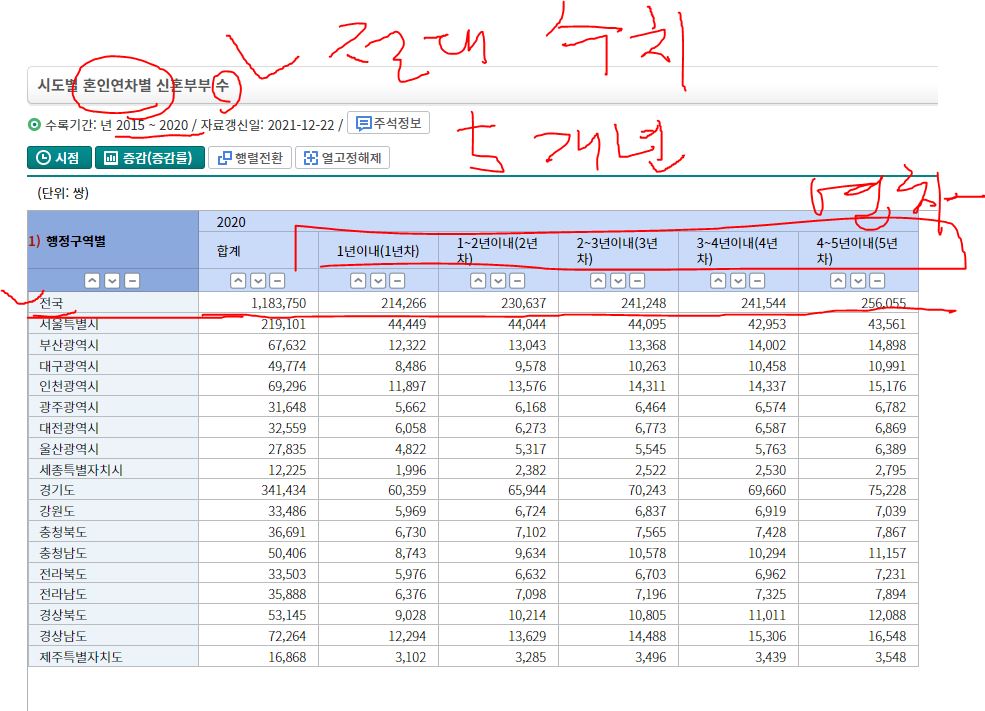 절대 수치
시도별 혼인연차별 신혼부부 수
수록기간: 년 2015 ~ 2020 / 자료갱신일: 2021-12-22 / 주석정보
5개년
시점 증감(증감률) 행렬전환 열고정해제
연차
(단위: 쌍)
1) 행정구역별 2020
합계 1년이내(1년차) 1~2년이내(2년차) 2~3년이내(3년차) 3~4년이내(4년차) 4~5년이내(5년차)
전국 1,183,750 214,266 230,637 241,248 241,544 256,055
서울특별시 219,101 44,449 44,044 44,095 42,953 43,561
부산광역시 67,632 12,322 13,043 13,368 14,002 14,898
대구광역시 49,774 8,486 9,578 10,263 10,458 10,991
인천광역시 69,296 11,897 13,576 14,311 14,337 15,176
광주광역시 31,648 5,662 6,168 6,464 6,574 6,782
대전광역시 32,559 6,058 6,273 6,773 6,587 6,869
울산광역시 27,835 4,822 5,317 5,545 5,763 6,389
세종특별자치시 12,225 1,996 2,382 2,522 2,530 2,795
경기도 341,434 60,359 65,944 70,243 69,660 75,228
강원도 33,486 5,969 6,724 6,837 6,919 7,039
충청북도 36,691 6,730 7,102 7,565 7,428 7,867
충청남도 50,406 8,743 9,634 10,578 10,294 11,157
전라북도 33,503 5,976 6,632 6,703 6,962 7,231
전라남도 35,888 6,376 7,098 7,196 7,325 7,894
경상북도 53,145 9,028 10,214 10,805 11,011 12,088
경상남도 72,264 12,294 13,629 14,488 15,306 16,548
제주특별자치도 16,868 3,102 3,285 3,496 3,439 3,548